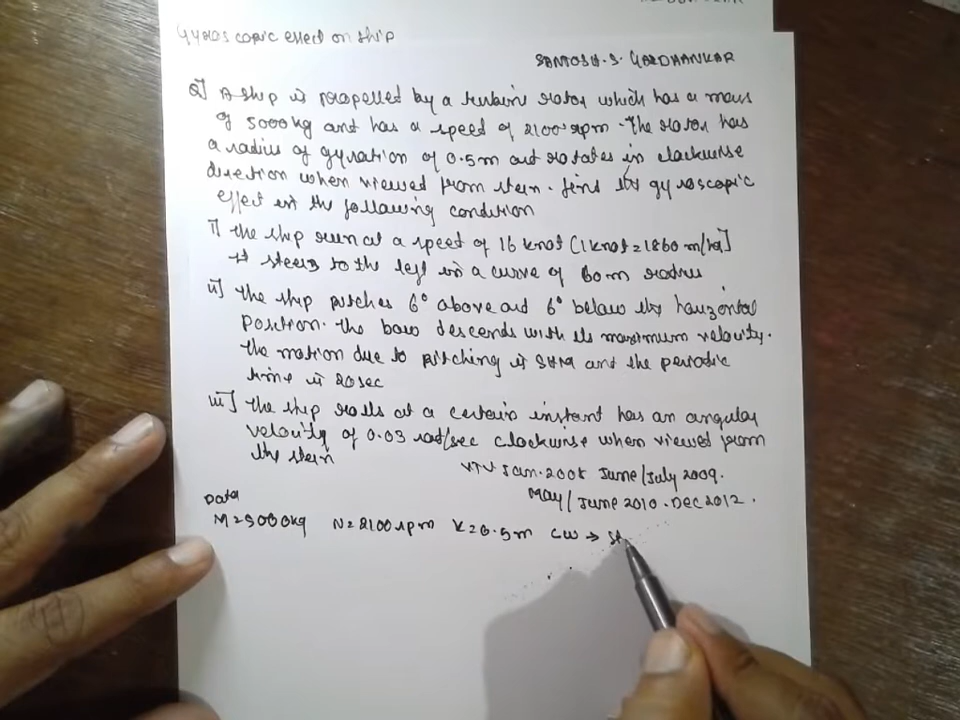 Gyroscopic effect on ship
SANTOSH.S. GARDHANKAR
Q] A ship is propelled by a turbine rotor which has a mass
of 5000kg and has a speed of 2100 rpm. The rotor has
a radius of gyration of 0.5m and rotates in clockwise
direction when viewed from stern. find its gyroscopic
effect in the following condition
i] the ship run at a speed of 16 knot (1 knot = 1860 m/hr]
it steers to the left in a curve of 60m radius
ii] the ship pitches 6° above and 6° below the horizontal
position. the bow descends with its maximum velocity.
the motion due to pitching is SHM and the periodic
time is 20sec
iii] the ship rolls at a certain instant has an angular
velocity of 0.03 rad/sec clockwise when viewed from
the stern
VTU Jan.2008 June/July 2009.
May/June 2010. Dec 2012.
Data
M=5000kg N=2100rpm K=0.5m CW → st